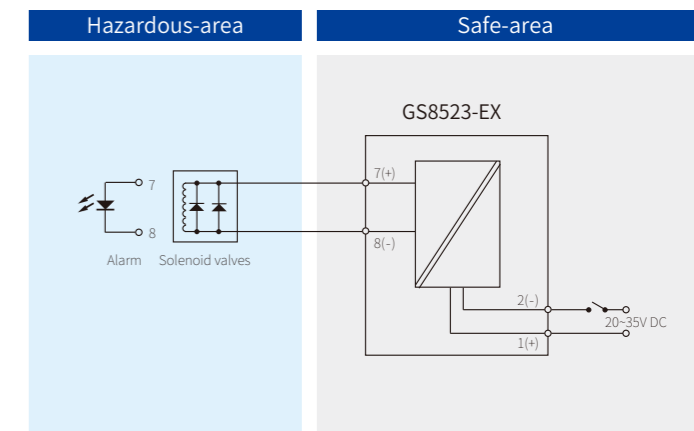 Hazardous-area
Safe-area
GS8523-EX
7(+)
7
8
8(-)
Alarm
Solenoid valves
2(-)
20~35V DC
1(+)